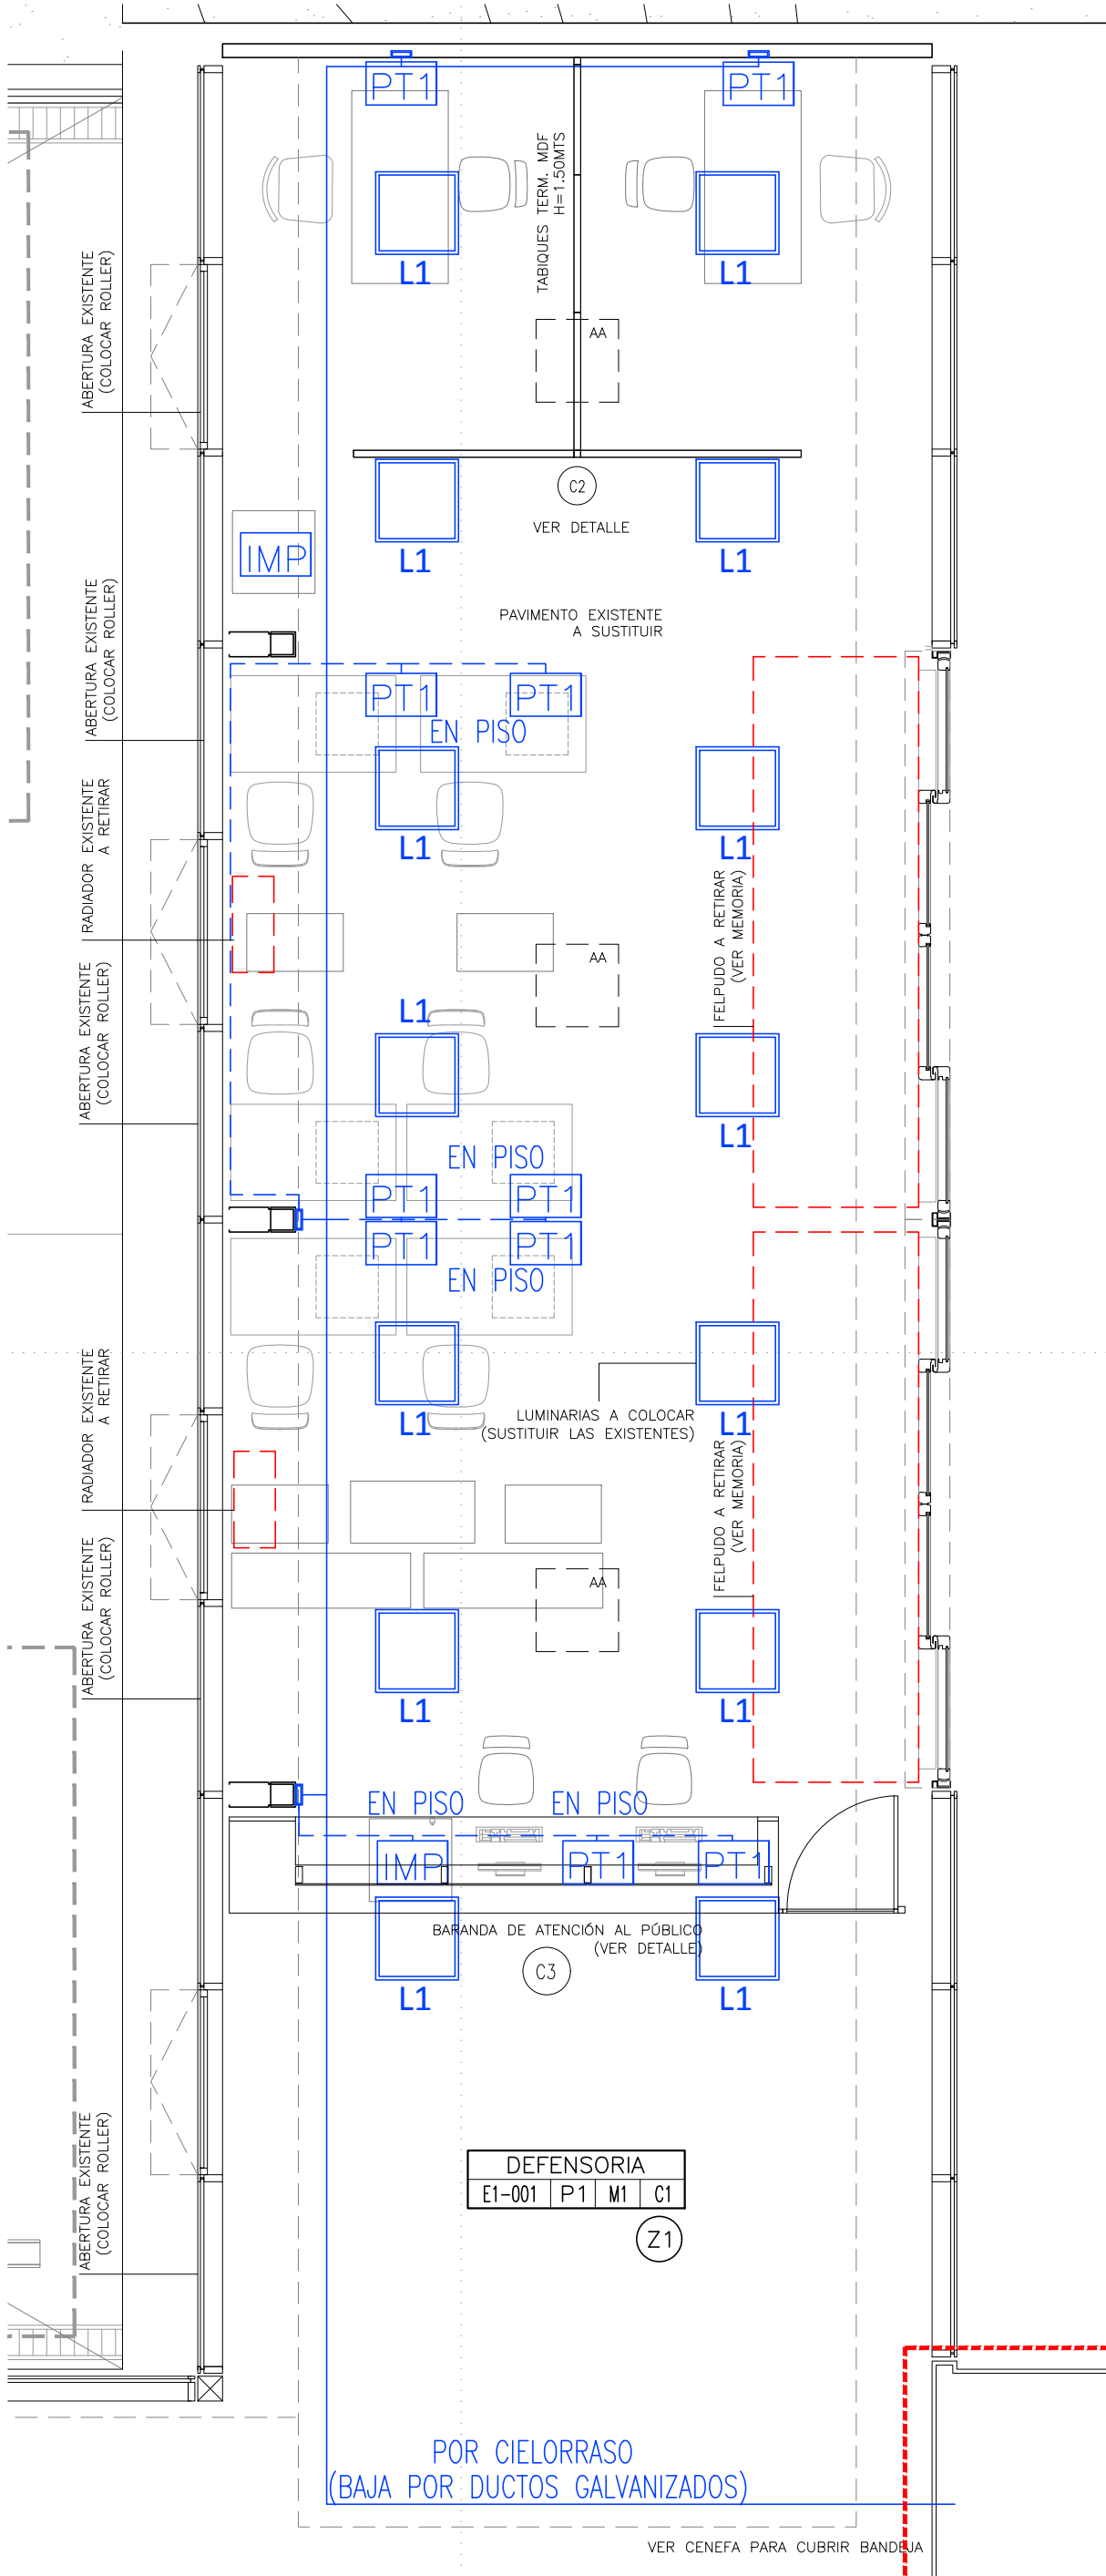 PT1
PT1
TABIQUES TERM. MDF
H=1.50MTS
L1
L1
ABERTURA EXISTENTE
(COLOCAR ROLLER)
AA
C2
VER DETALLE
L1
L1
IMP
ABERTURA EXISTENTE
(COLOCAR ROLLER)
PAVIMENTO EXISTENTE
A SUSTITUIR
PT1
PT1
EN PISO
L1
L1
RADIADOR EXISTENTE
A RETIRAR
FELPUDO A RETIRAR
(VER MEMORIA)
AA
L1
ABERTURA EXISTENTE
(COLOCAR ROLLER)
L1
EN PISO
PT1
PT1
PT1
PT1
EN PISO
RADIADOR EXISTENTE
A RETIRAR
LUMINARIAS A COLOCAR
(SUSTITUIR LAS EXISTENTES)
L1
L1
FELPUDO A RETIRAR
(VER MEMORIA)
ABERTURA EXISTENTE
(COLOCAR ROLLER)
AA
L1
L1
EN PISO
EN PISO
IMP
PT1
PT1
BARANDA DE ATENCIÓN AL PÚBLICO
(VER DETALLE)
C3
L1
L1
ABERTURA EXISTENTE
(COLOCAR ROLLER)
DEFENSORIA
E1-001 P1 M1 C1
Z1
POR CIELORRASO
(BAJA POR DUCTOS GALVANIZADOS)
VER CENEFA PARA CUBRIR BANDEJA